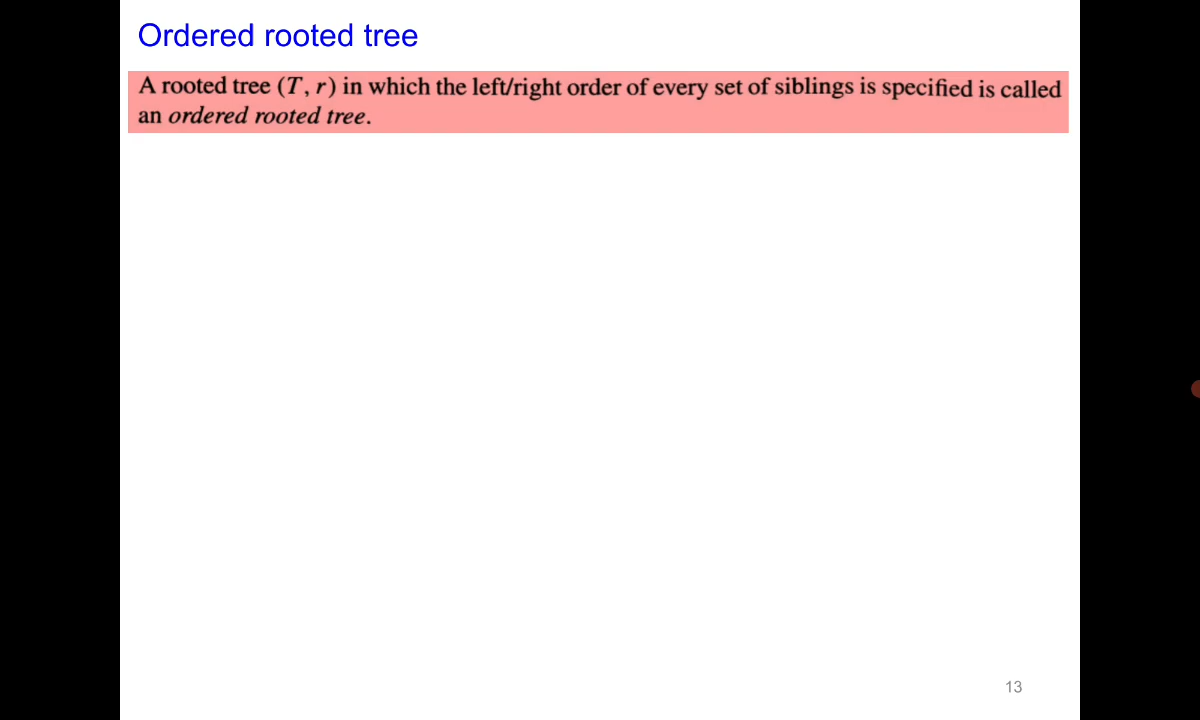 Ordered rooted tree
A rooted tree (T, r) in which the left/right order of every set of siblings is specified is called
an ordered rooted tree.
13